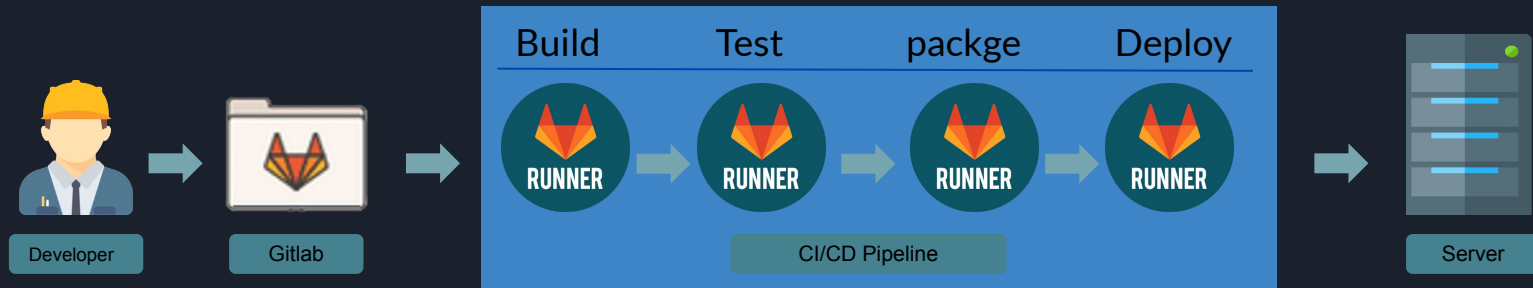 Build Test packge Deploy
RUNNER RUNNER RUNNER RUNNER
Developer Gitlab CI/CD Pipeline Server